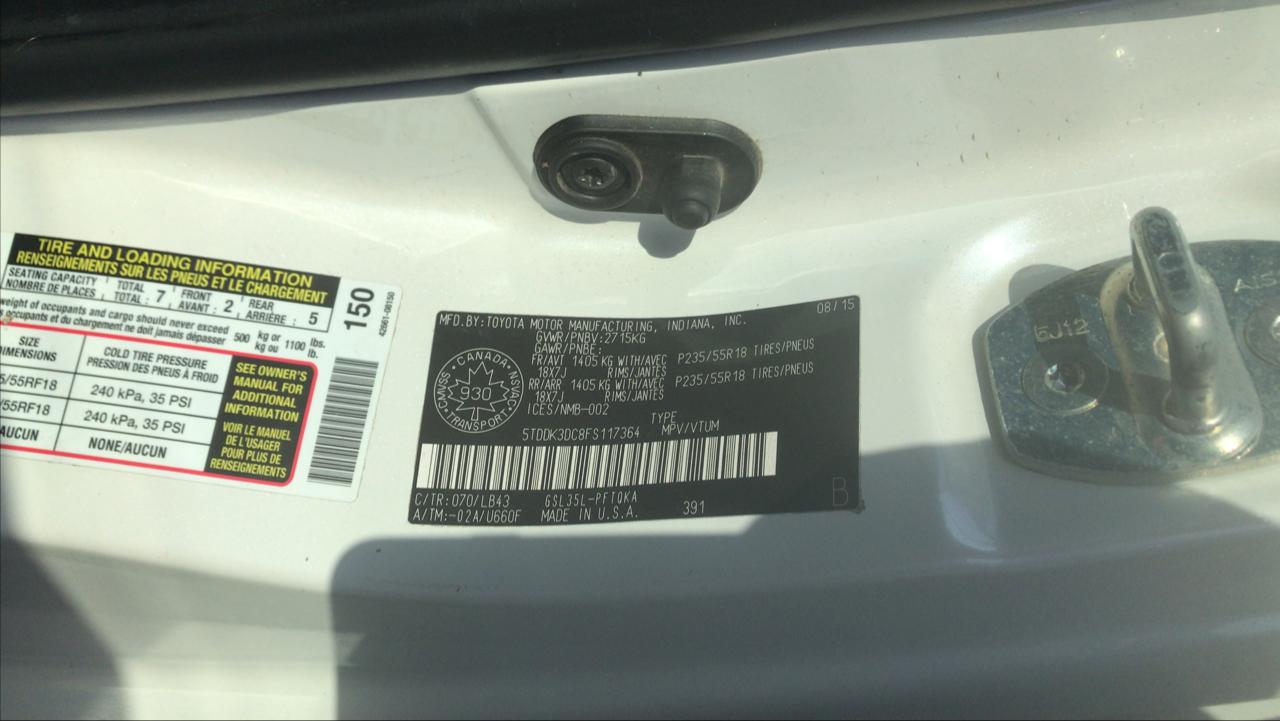 TIRE AND LOADING INFORMATION
RENSEIGNEMENTS SUR LES PNEUS ET LE CHARGEMENT
SEATING CAPACITY TOTAL FRONT REAR
NOMBRE DE PLACES TOTAL : 7 AVANT : 2 ARRIÈRE : 5
weight of occupants and cargo should never exceed 500 kg or 1100 lbs.
occupants et du chargement ne doit jamais dépasser kg ou lb.
SIZE COLD TIRE PRESSURE
DIMENSIONS PRESSION DES PNEUS À FROID
5/55RF18 240 kPa, 35 PSI
/55RF18 240 kPa, 35 PSI
AUCUN NONE/AUCUN
SEE OWNER'S
MANUAL FOR
ADDITIONAL
INFORMATION
VOIR LE MANUEL
DE L'USAGER
POUR PLUS DE
RENSEIGNEMENTS
150
42661-08150
MFD.BY:TOYOTA MOTOR MANUFACTURING, INDIANA, INC. 08/15
GVWR/PNBV:2715KG
GAWR/PNBE:
FR/AVT 1405 KG WITH/AVEC P235/55R18 TIRES/PNEUS
18X7J RIMS/JANTES
RR/ARR 1405 KG WITH/AVEC P235/55R18 TIRES/PNEUS
18X7J RIMS/JANTES
ICES/NMB-002
CANADA
CMVSS 930 NSVAC
TRANSPORT
TYPE
5TDDK3DC8FS117364 MPV/VTUM
C/TR:070/LB43 GSL35L-PFTQKA
A/TM:-02A/U660F MADE IN U.S.A. 391
B
GJ12